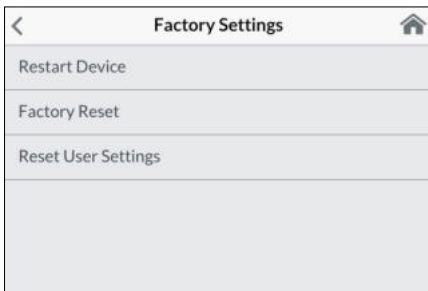 Factory Settings
Restart Device
Factory Reset
Reset User Settings